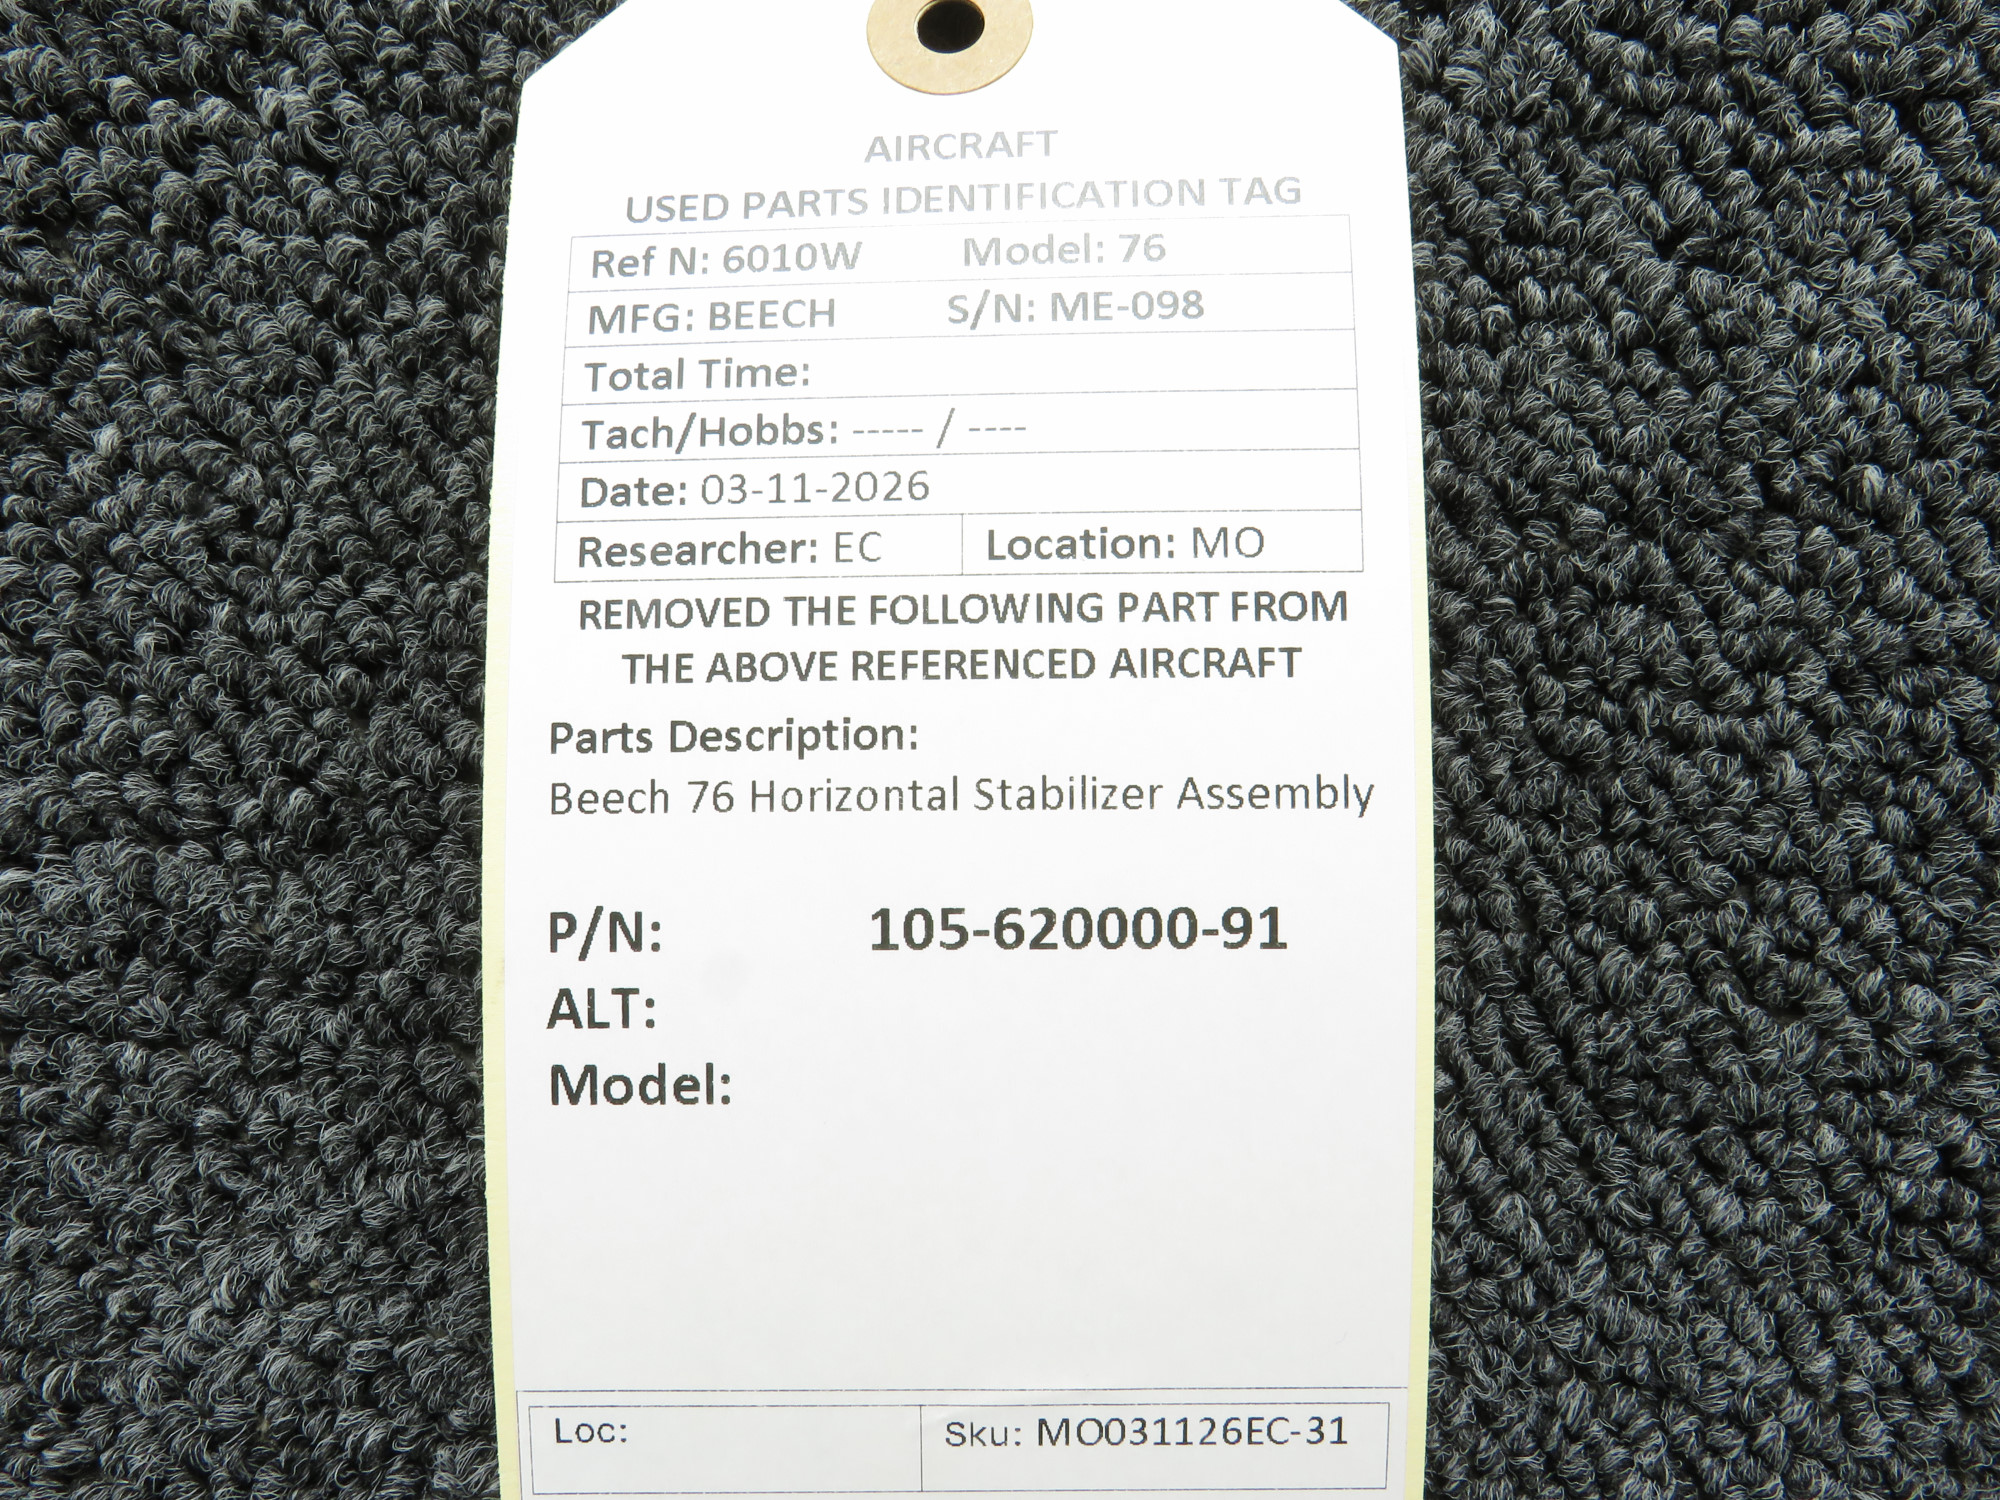 AIRCRAFT
USED PARTS IDENTIFICATION TAG
Ref N: 6010W Model: 76
MFG: BEECH S/N: ME-098
Total Time:
Tach/Hobbs: ----- / ----
Date: 03-11-2026
Researcher: EC Location: MO
REMOVED THE FOLLOWING PART FROM
THE ABOVE REFERENCED AIRCRAFT
Parts Description:
Beech 76 Horizontal Stabilizer Assembly
P/N: 105-620000-91
ALT:
Model:
Loc: Sku: MO031126EC-31